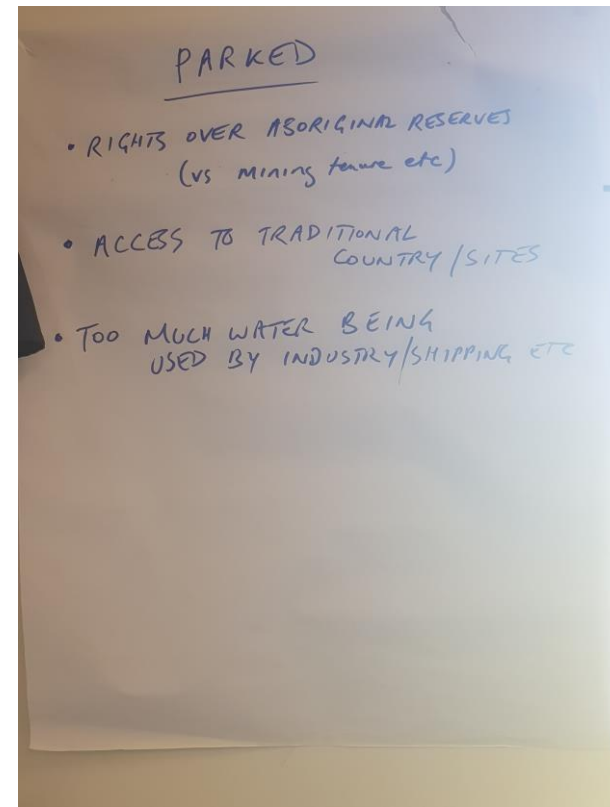 PARKED
• RIGHTS OVER ABORIGINAL RESERVES
(vs mining tenure etc)
• ACCESS TO TRADITIONAL
COUNTRY/SITES
• TOO MUCH WATER BEING
USED BY INDUSTRY/SHIPPING ETC